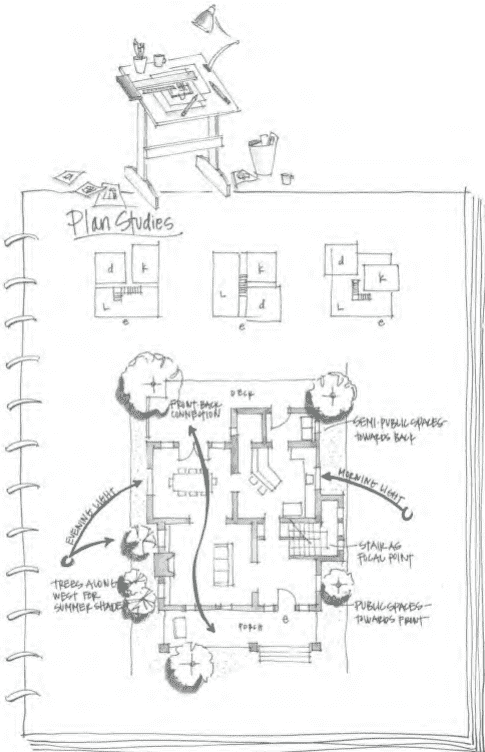 Plan Studies
d
K
L
e
K
L
d
e
d
K
L
e
DECK
FRONT-BACK
CONNECTION
SEMI-PUBLIC SPACES-
TOWARDS BACK
MORNING LIGHT
EVENING LIGHT
STAIR AS
FOCAL POINT
TREES ALONG
WEST FOR
SUMMER SHADE
PUBLIC SPACES-
TOWARDS FRONT
e
PORCH